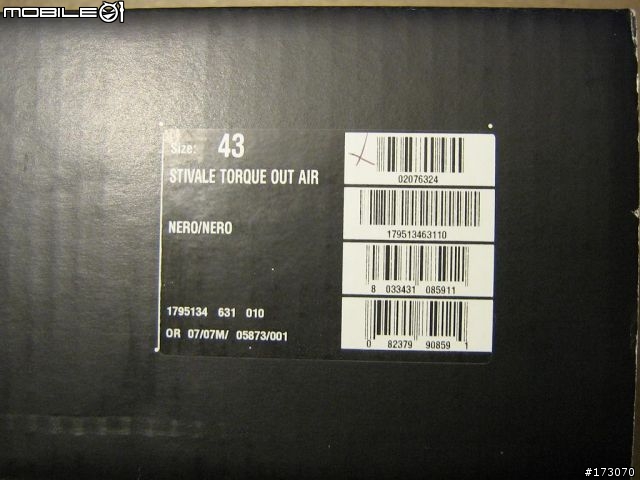 MOBILE01
Size: 43
STIVALE TORQUE OUT AIR
NERO/NERO
1795134 631 010
OR 07/07M/ 05873/001
02076324
179513463110
8 033431 085911
0 82379 90859 1
#173070